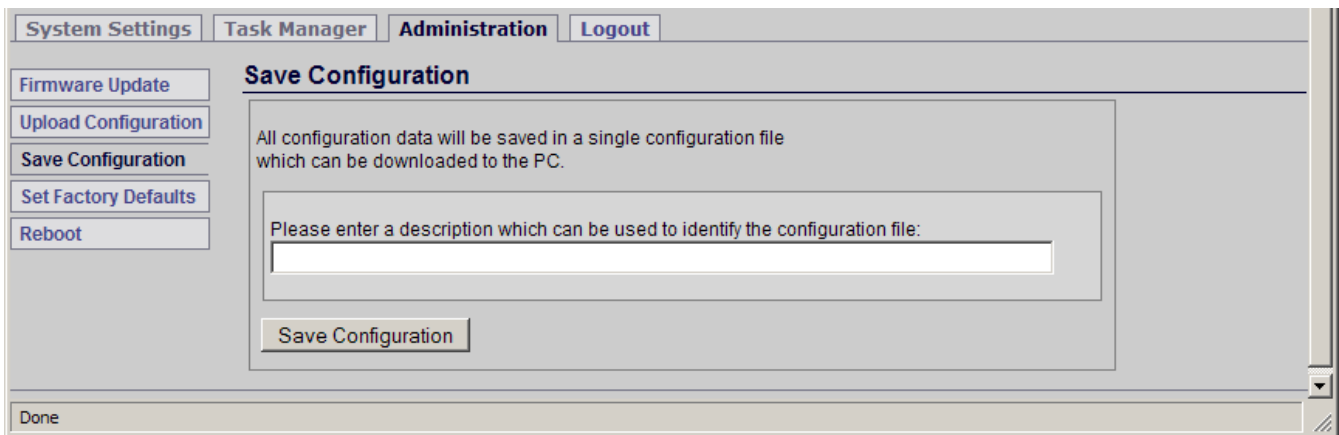 System Settings Task Manager Administration Logout
Firmware Update
Upload Configuration
Save Configuration
Set Factory Defaults
Reboot
Save Configuration
All configuration data will be saved in a single configuration file
which can be downloaded to the PC.
Please enter a description which can be used to identify the configuration file:
Save Configuration
Done